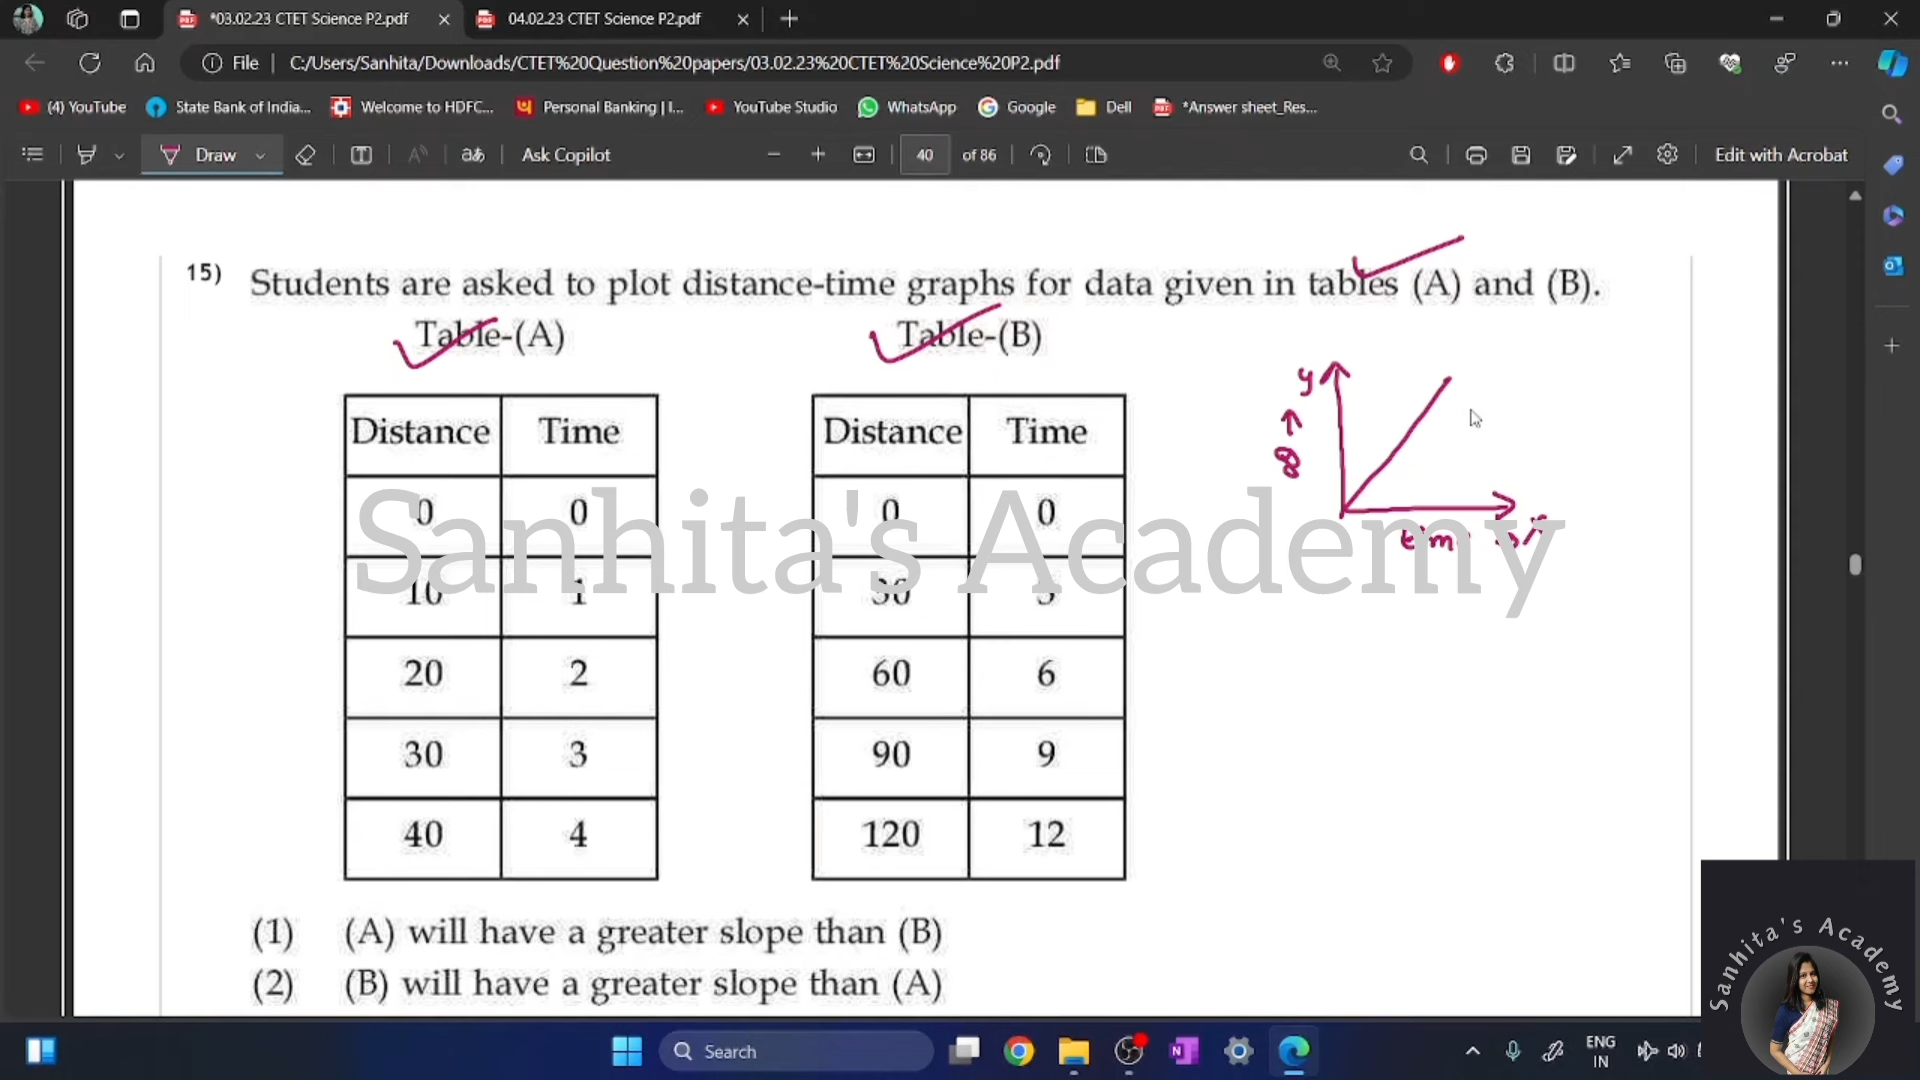 *03.02.23 CTET Science P2.pdf
04.02.23 CTET Science P2.pdf
File
C:/Users/Sanhita/Downloads/CTET%20Question%20papers/03.02.23%20CTET%20Science%20P2.pdf
(4) YouTube
State Bank of India...
Welcome to HDFC...
Personal Banking | I...
YouTube Studio
WhatsApp
Google
Dell
*Answer sheet_Res...
Draw
Ask Copilot
40 of 86
Edit with Acrobat
15) Students are asked to plot distance-time graphs for data given in tables (A) and (B).
Table-(A) Table-(B)
Distance Time Distance Time
0 0 0 0
10 1 30 3
20 2 60 6
30 3 90 9
40 4 120 12
y
Sanhita's Academy
(1) (A) will have a greater slope than (B)
(2) (B) will have a greater slope than (A)
Sanhita's Academy
Search
ENG
IN